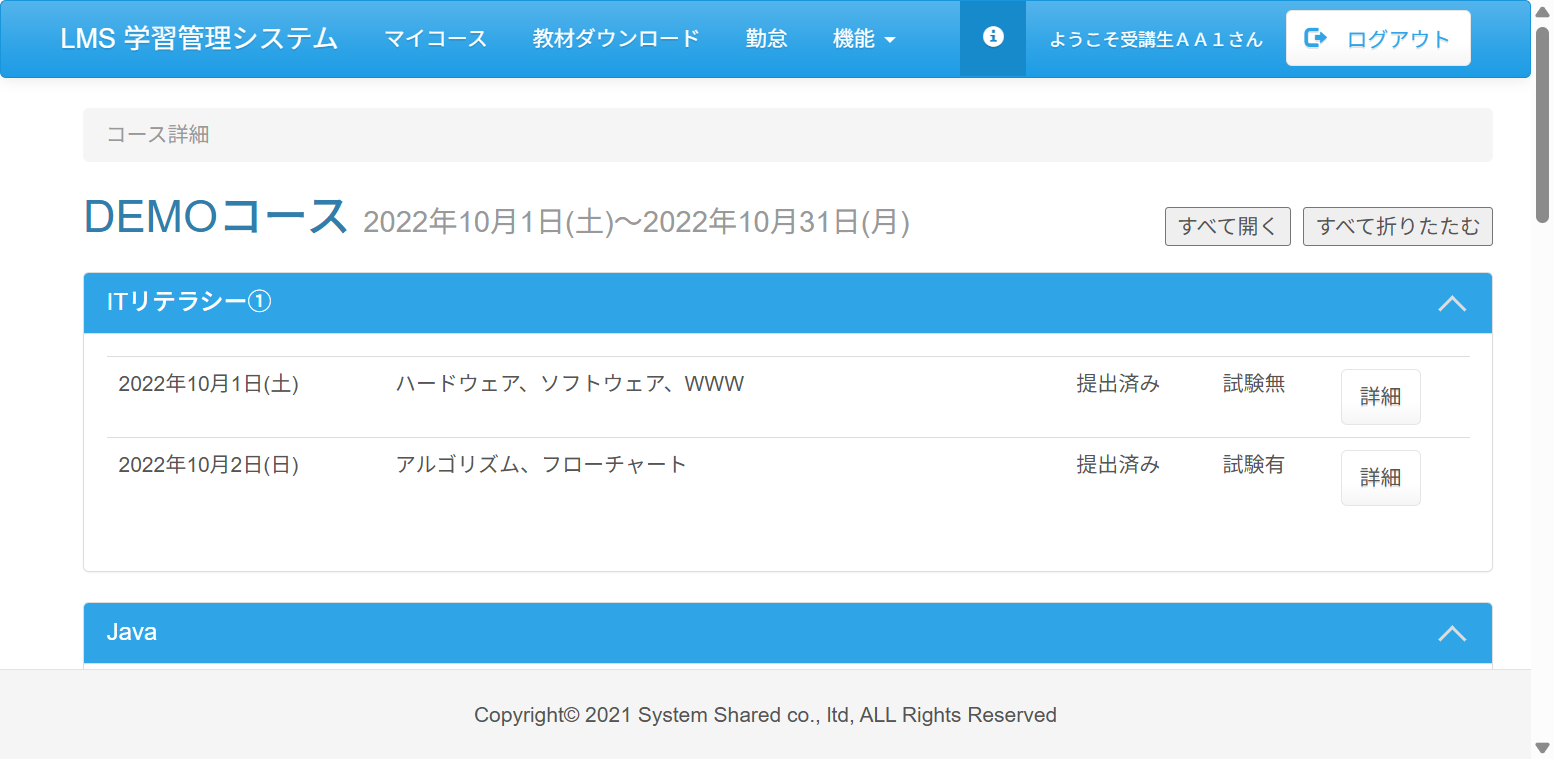 LMS 学習管理システム マイコース 教材ダウンロード 勤怠 機能 ようこそ受講生ＡＡ１さん ログアウト
コース詳細
DEMOコース 2022年10月1日(土)～2022年10月31日(月) すべて開く すべて折りたたむ
ITリテラシー①
2022年10月1日(土) ハードウェア、ソフトウェア、WWW 提出済み 試験無 詳細
2022年10月2日(日) アルゴリズム、フローチャート 提出済み 試験有 詳細
Java
Copyright© 2021 System Shared co., ltd, ALL Rights Reserved